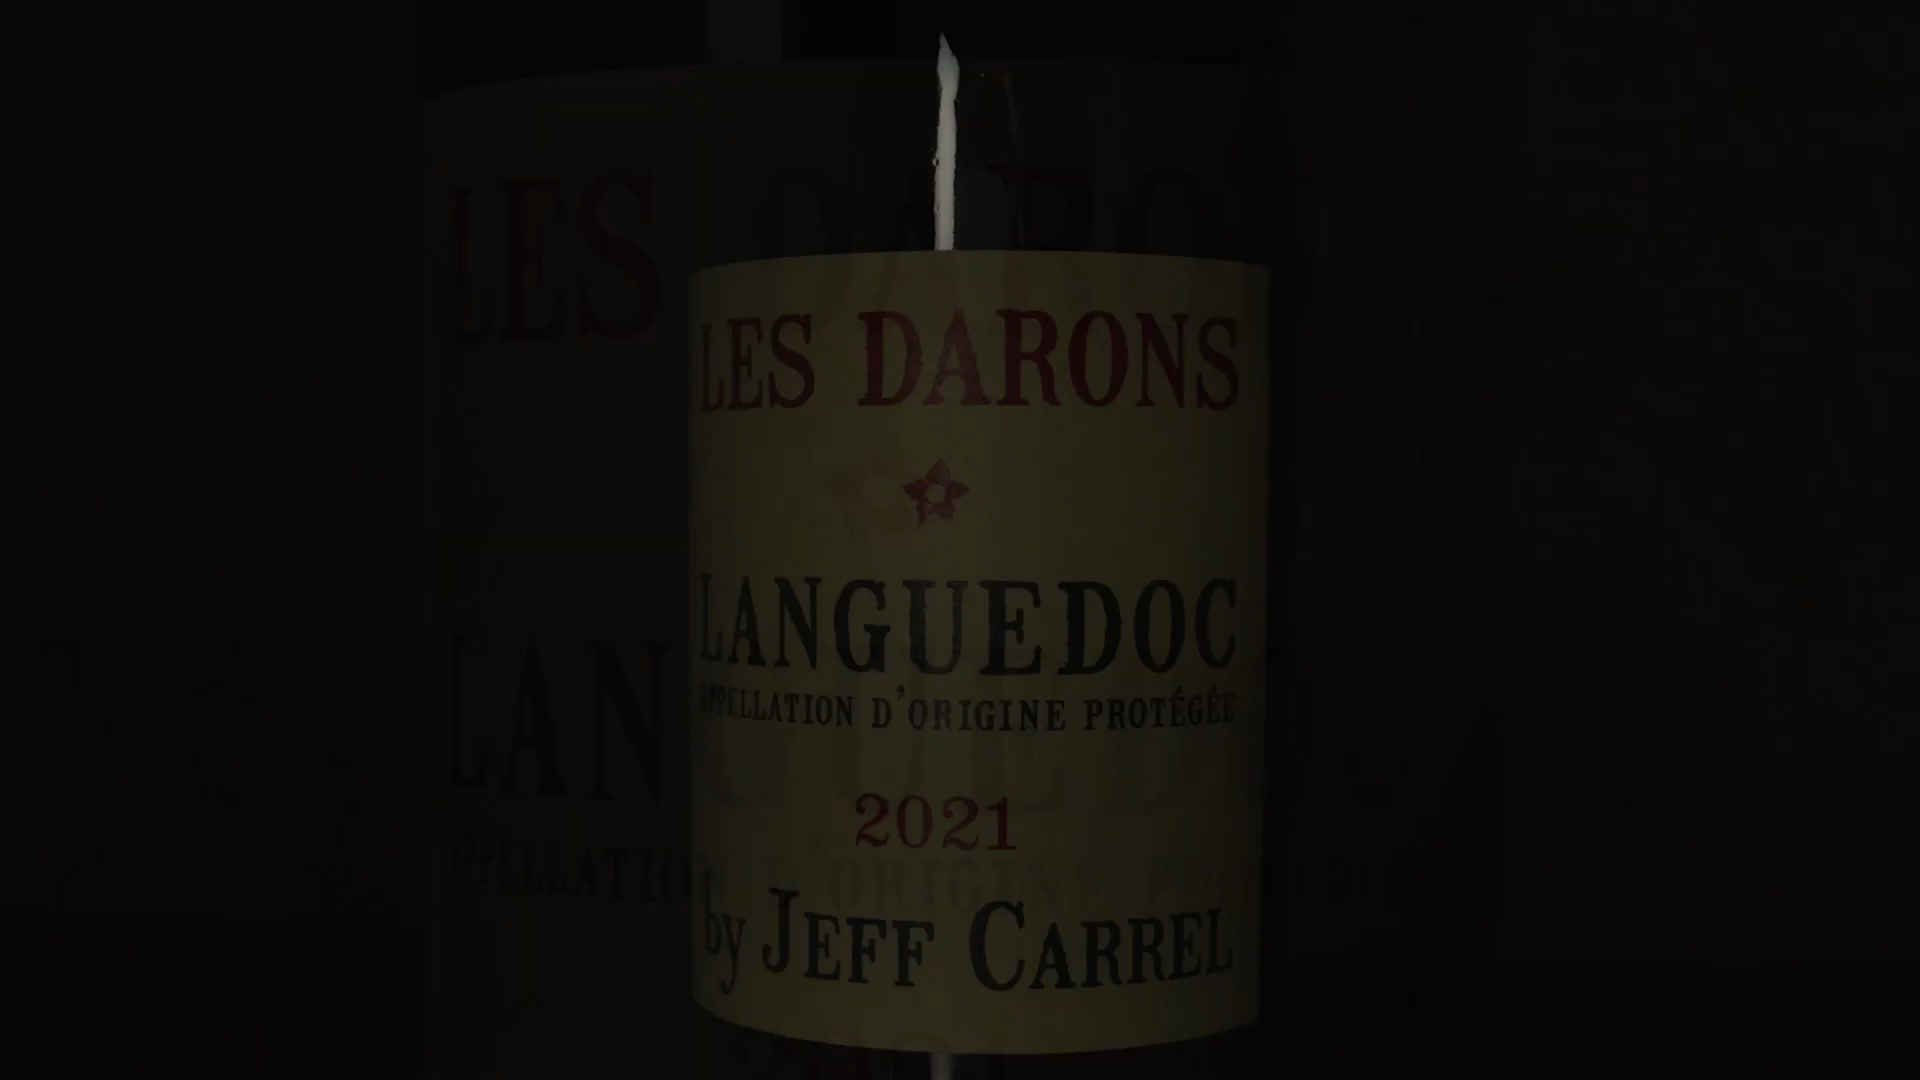 LES DARONS
LANGUEDOC
APPELLATION D'ORIGINE PROTÉGÉE
2021
by JEFF CARREL